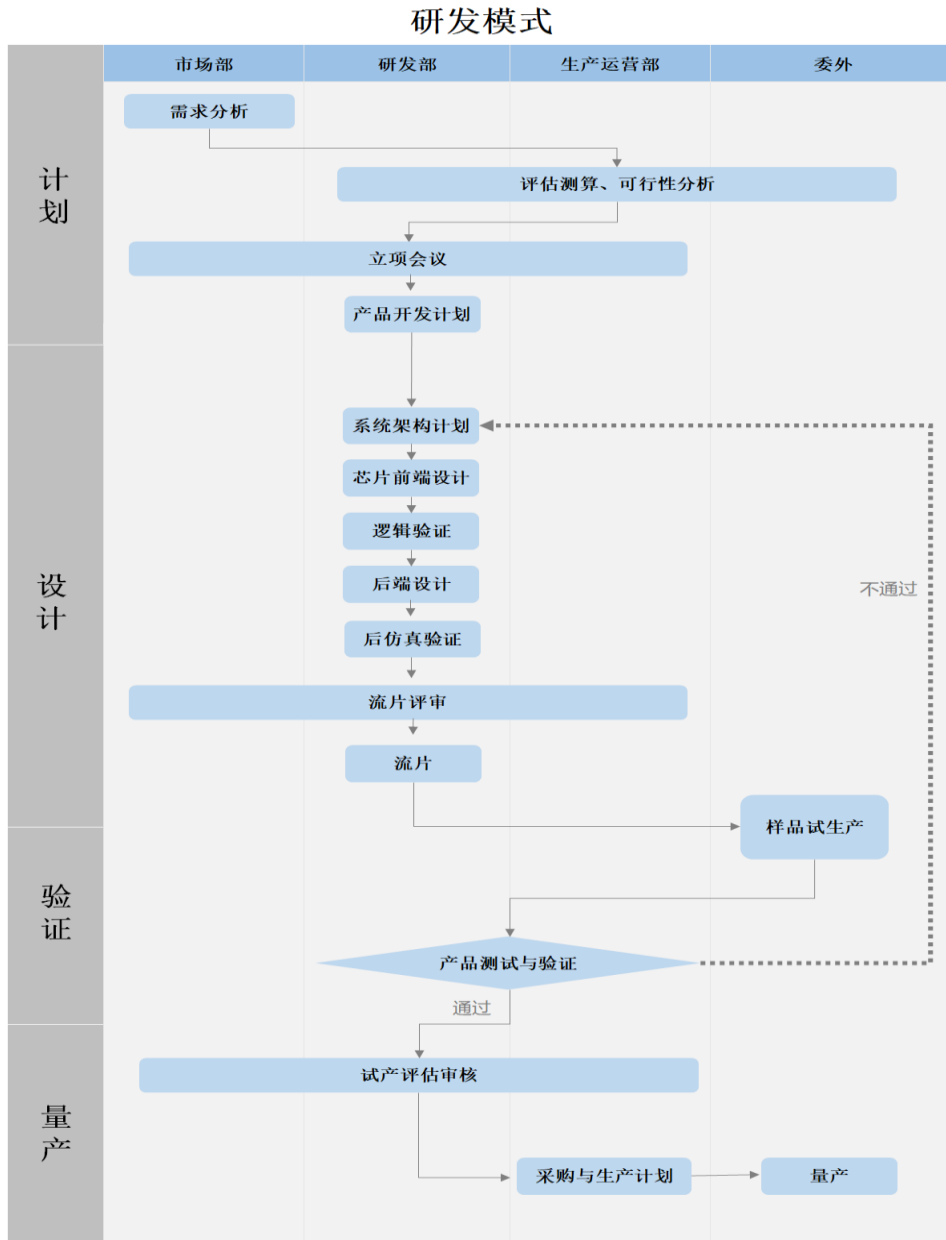 研发模式
市场部
研发部
生产运营部
委外
计划
需求分析
评估测算、可行性分析
立项会议
产品开发计划
设计
系统架构计划
芯片前端设计
逻辑验证
后端设计
不通过
后仿真验证
流片评审
流片
样品试生产
验证
产品测试与验证
通过
量产
试产评估审核
采购与生产计划
量产